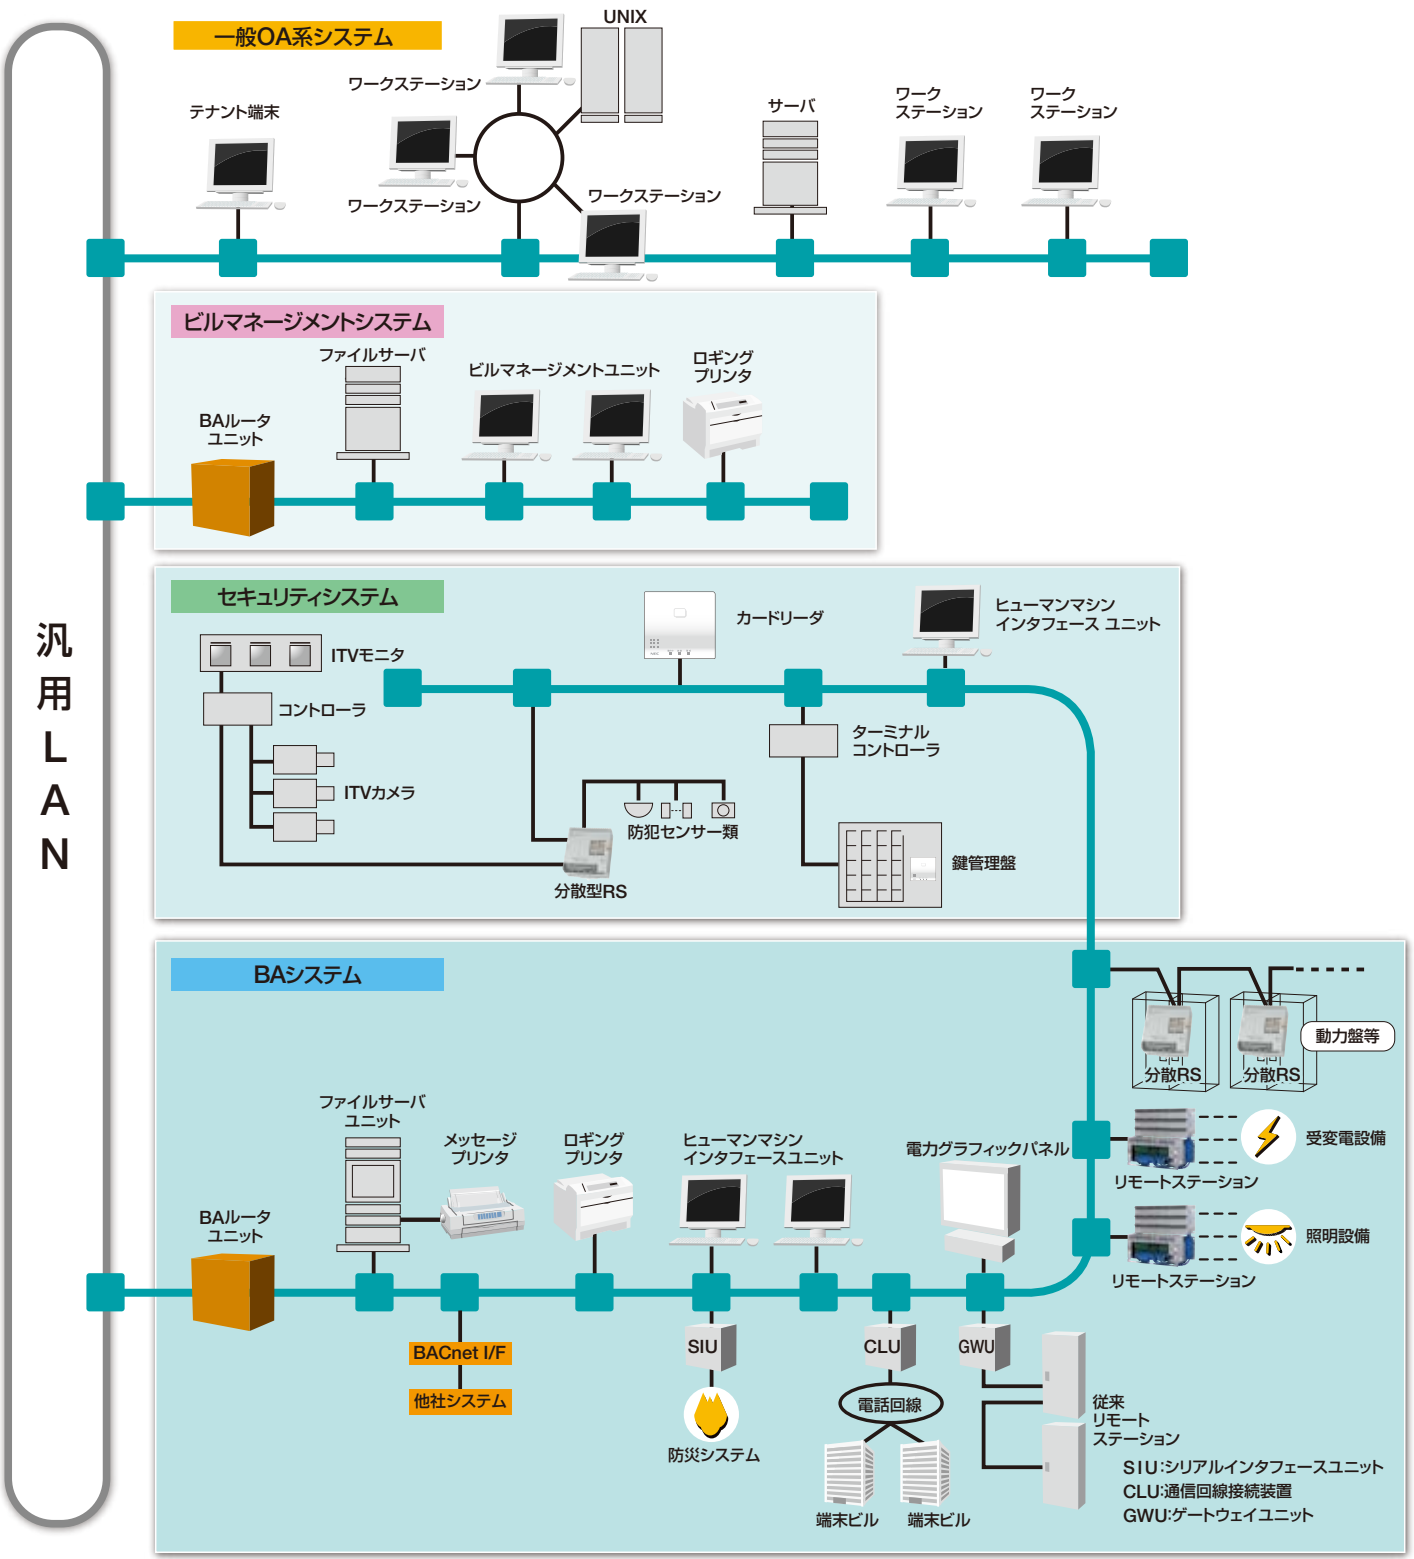 汎用LAN
一般OA系システム
UNIX
ワークステーション
テナント端末
ワークステーション
ワークステーション
サーバ
ワーク
ステーション
ワーク
ステーション
ビルマネージメントシステム
ファイルサーバ
ビルマネージメントユニット
ロギング
プリンタ
BAルータ
ユニット
セキュリティシステム
カードリーダ
ヒューマンマシン
インタフェース ユニット
ITVモニタ
コントローラ
ターミナル
コントローラ
ITVカメラ
防犯センサー類
分散型RS
鍵管理盤
BAシステム
動力盤等
分散RS
分散RS
ファイルサーバ
ユニット
メッセージ
プリンタ
ロギング
プリンタ
ヒューマンマシン
インタフェースユニット
電力グラフィックパネル
受変電設備
リモートステーション
BAルータ
ユニット
照明設備
リモートステーション
BACnet I/F
他社システム
SIU
CLU
GWU
電話回線
防災システム
従来
リモート
ステーション
端末ビル
端末ビル
SIU:シリアルインタフェースユニット
CLU:通信回線接続装置
GWU:ゲートウェイユニット